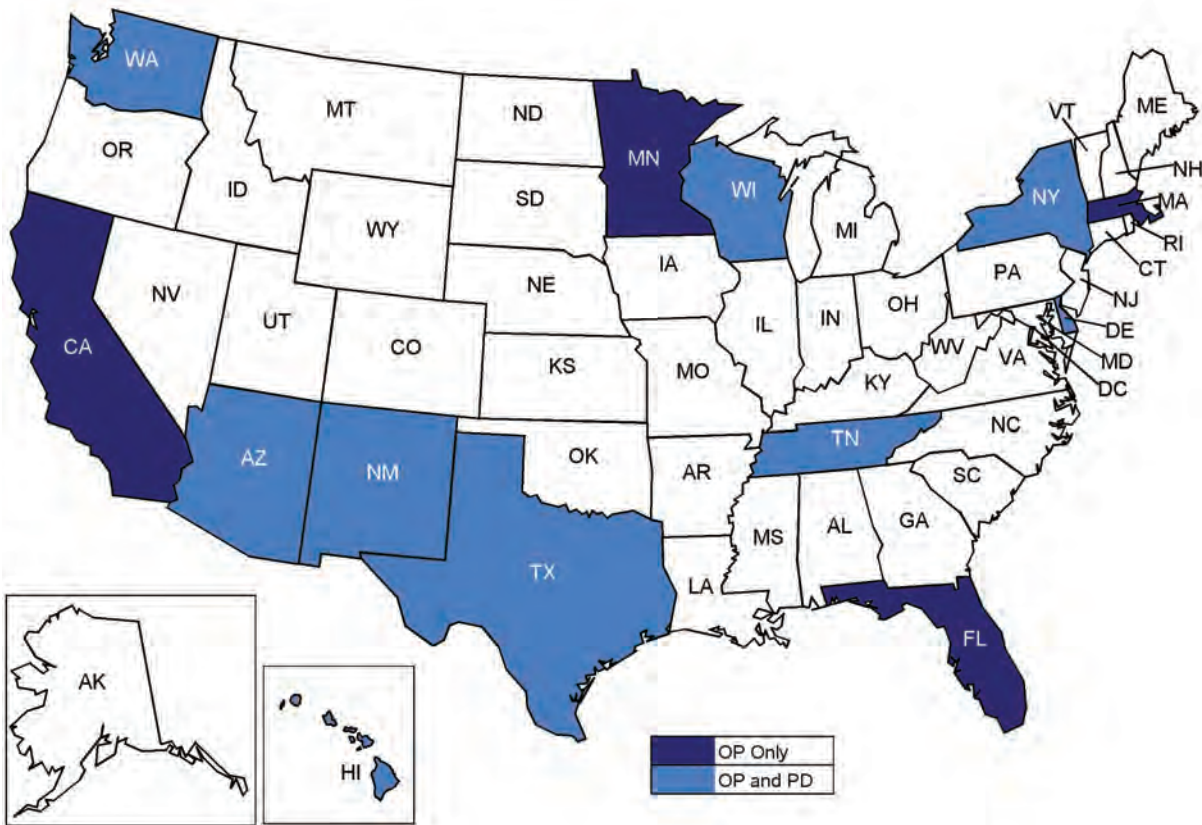 WA
MT
ND
MN
VT
ME
OR
ID
SD
WI
NY
NH
MA
WY
MI
RI
CT
IA
PA
NE
NV
UT
CO
IL
IN
OH
NJ
DE
CA
KS
MO
WV
VA
MD
KY
DC
AZ
NM
OK
TN
NC
AR
SC
MS
AL
GA
TX
LA
FL
AK
HI
OP Only
OP and PD